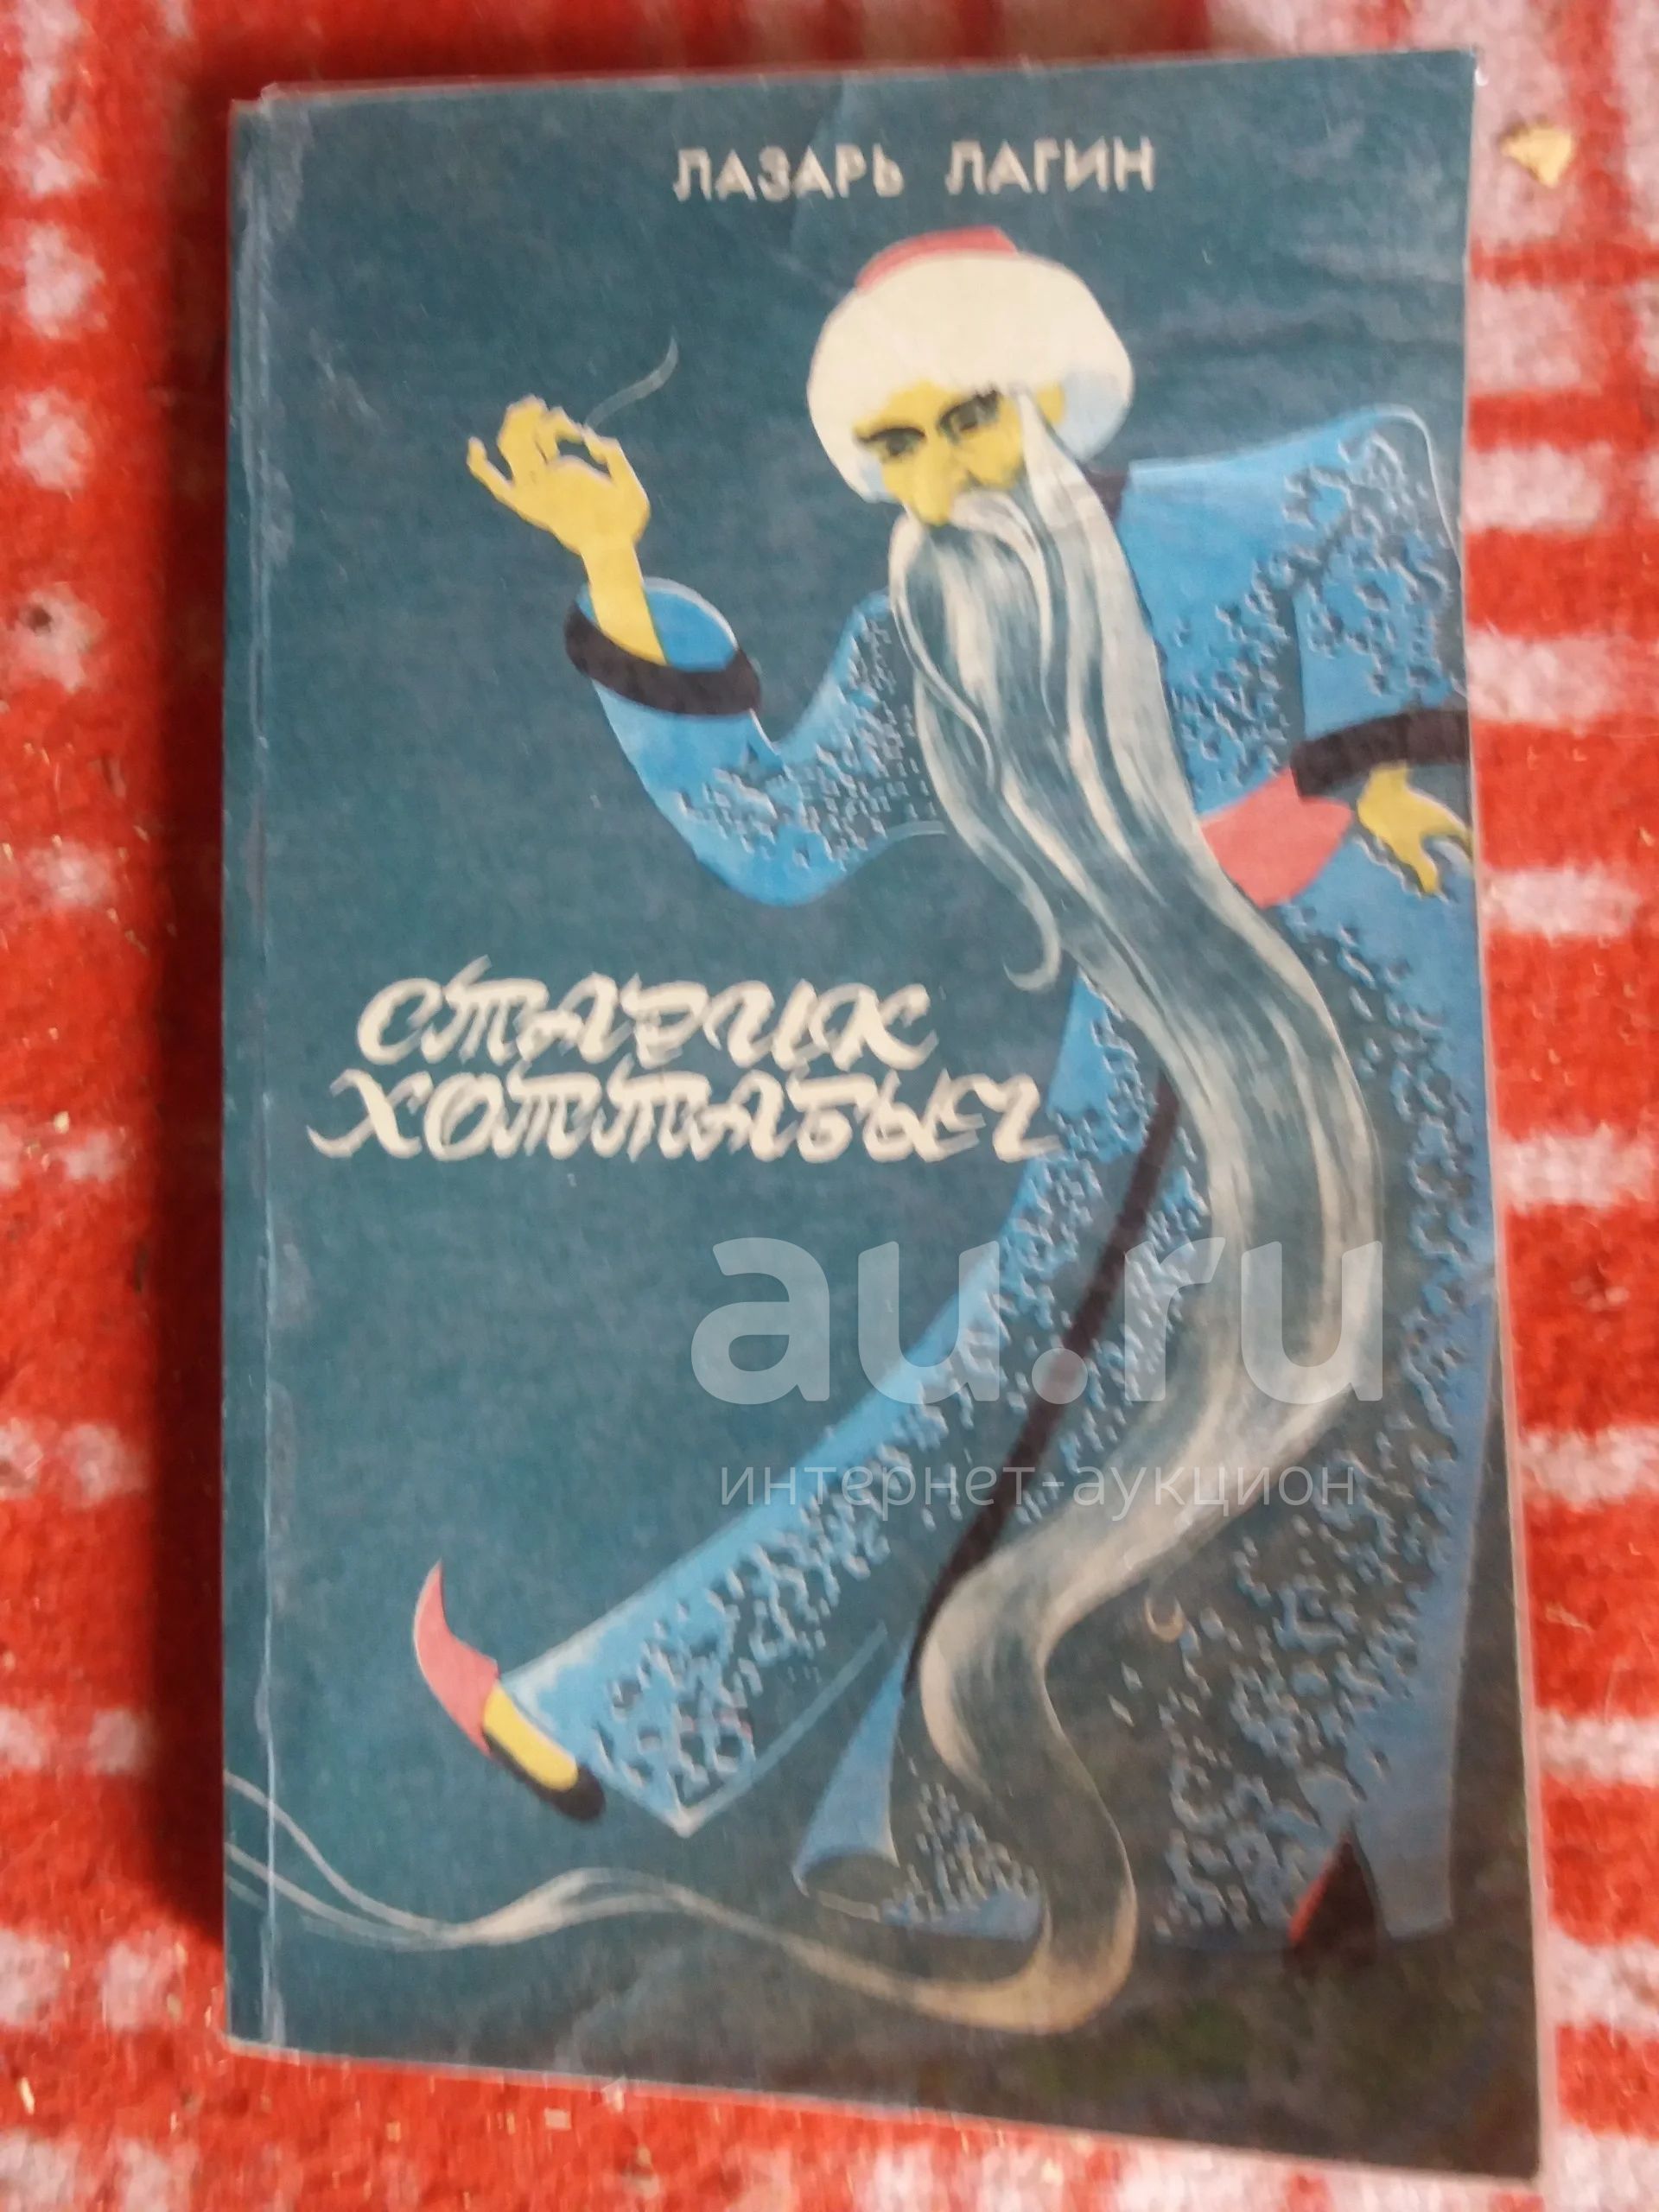 ЛАЗАРЬ ЛАГИН
СТАРИК
ХОТТАБЫЧ
au.ru
интернет-аукцион